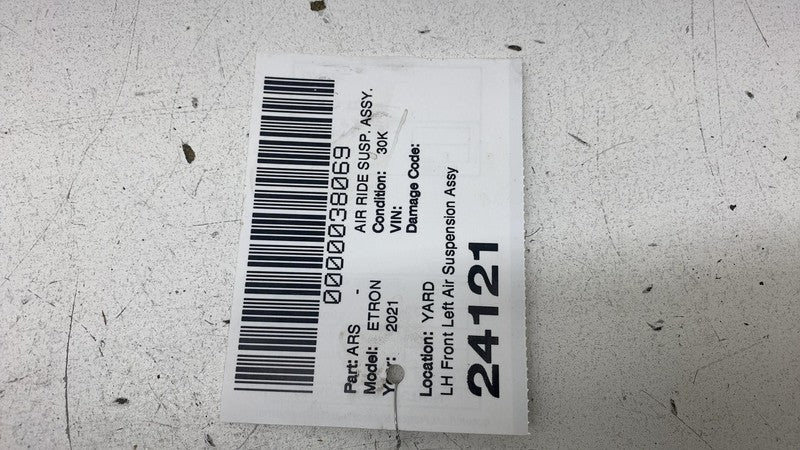 0000038069
Part: ARS - AIR RIDE SUSP. ASSY.
Model: ETRON Condition: 30K
Year: 2021 VIN:
Damage Code:
Location: YARD
LH Front Left Air Suspension Assy
24121